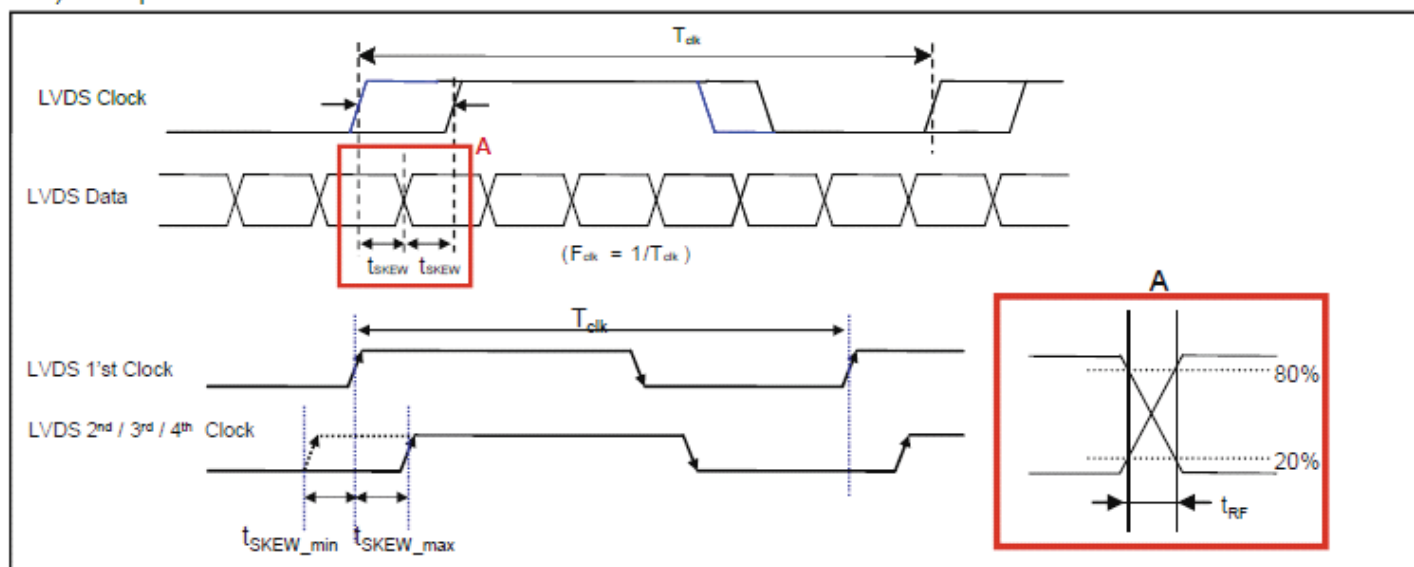 T clk
LVDS Clock
A
LVDS Data
tSKEW tSKEW
(Fclk = 1/Tclk)
A
Tclk
LVDS 1'st Clock
80%
LVDS 2nd / 3rd / 4th Clock
20%
tRF
tSKEW_min tSKEW_max